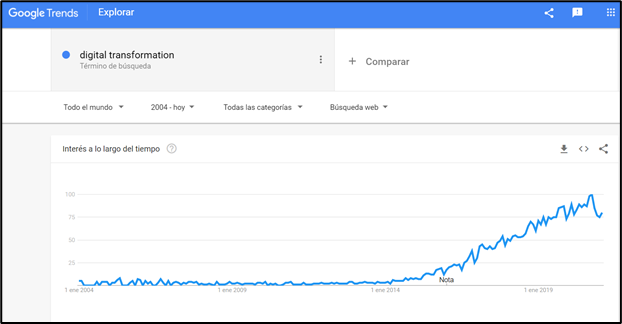 Google Trends Explorar
digital transformation
Término de búsqueda
+ Comparar
Todo el mundo 2004 - hoy Todas las categorías Búsqueda web
Interés a lo largo del tiempo
100
75
50
25
Nota
1 ene 2004 1 ene 2009 1 ene 2014 1 ene 2019